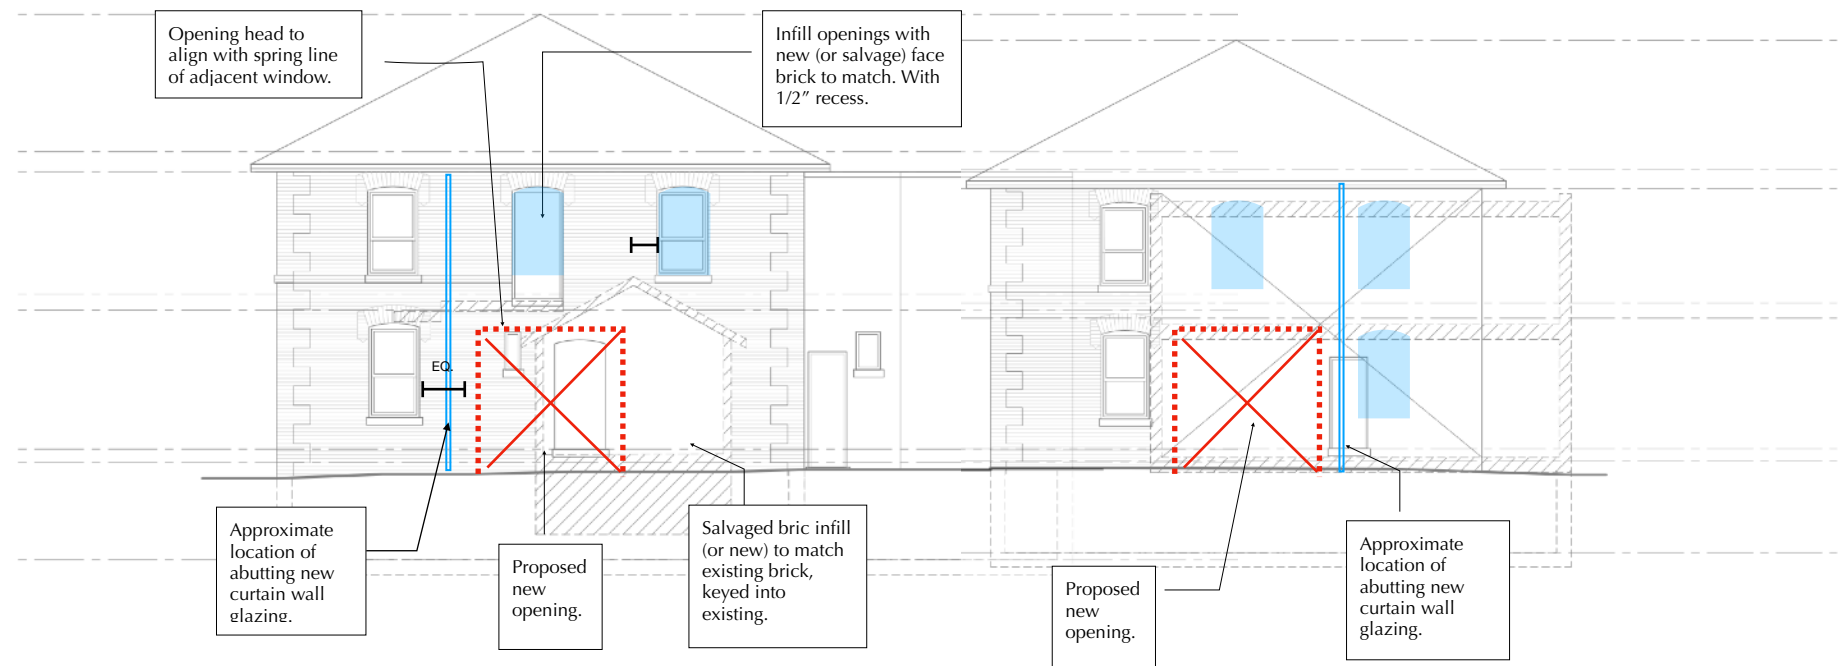 Opening head to
align with spring line
of adjacent window.
Infill openings with
new (or salvage) face
brick to match. With
1/2” recess.
EQ.
Approximate
location of
abutting new
curtain wall
glazing.
Proposed
new
opening.
Salvaged bric infill
(or new) to match
existing brick,
keyed into
existing.
Proposed
new
opening.
Approximate
location of
abutting new
curtain wall
glazing.